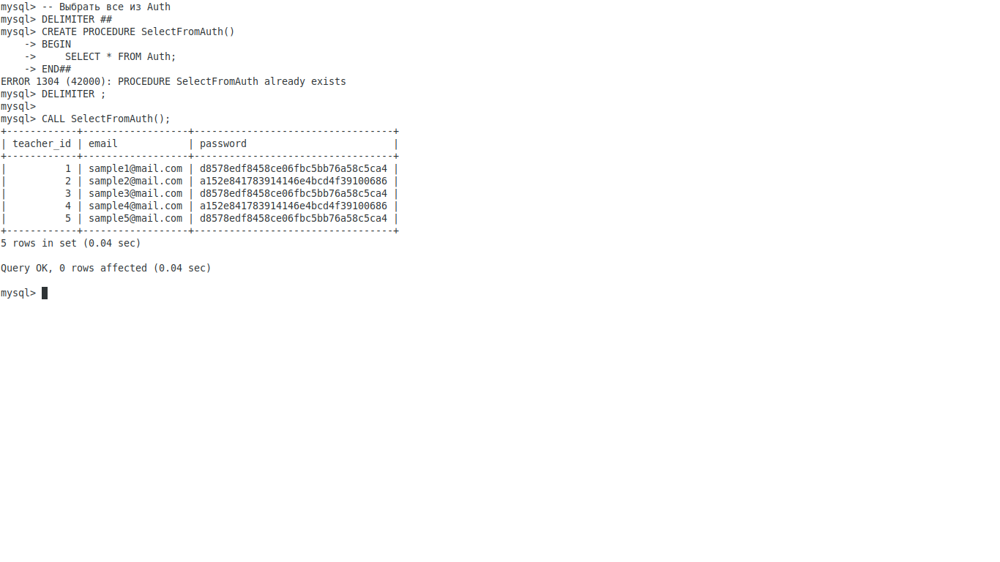 mysql> -- Выбрать все из Auth
mysql> DELIMITER ##
mysql> CREATE PROCEDURE SelectFromAuth()
    -> BEGIN
    ->     SELECT * FROM Auth;
    -> END##
ERROR 1304 (42000): PROCEDURE SelectFromAuth already exists
mysql> DELIMITER ;
mysql>
mysql> CALL SelectFromAuth();
+------------+------------------+----------------------------------+
| teacher_id | email            | password                         |
+------------+------------------+----------------------------------+
|          1 | sample1@mail.com | d8578edf8458ce06fbc5bb76a58c5ca4 |
|          2 | sample2@mail.com | a152e841783914146e4bcd4f39100686 |
|          3 | sample3@mail.com | d8578edf8458ce06fbc5bb76a58c5ca4 |
|          4 | sample4@mail.com | a152e841783914146e4bcd4f39100686 |
|          5 | sample5@mail.com | d8578edf8458ce06fbc5bb76a58c5ca4 |
+------------+------------------+----------------------------------+
5 rows in set (0.04 sec)

Query OK, 0 rows affected (0.04 sec)

mysql>